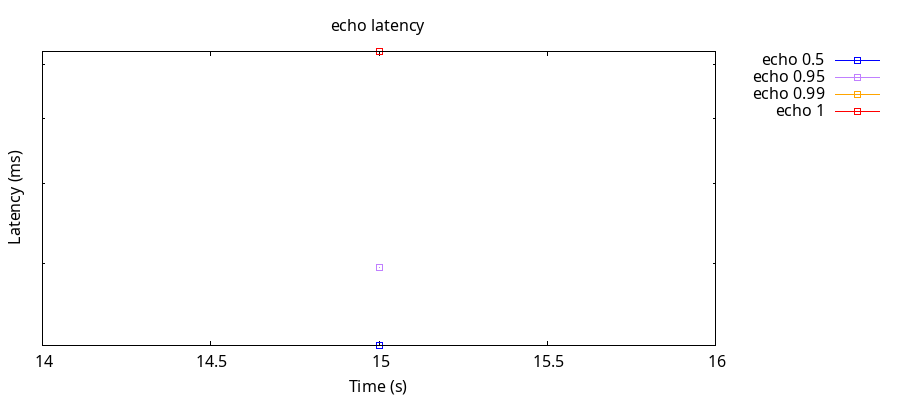 echo latency
echo 0.5
echo 0.95
echo 0.99
echo 1
Latency (ms)
14 14.5 15 15.5 16
Time (s)